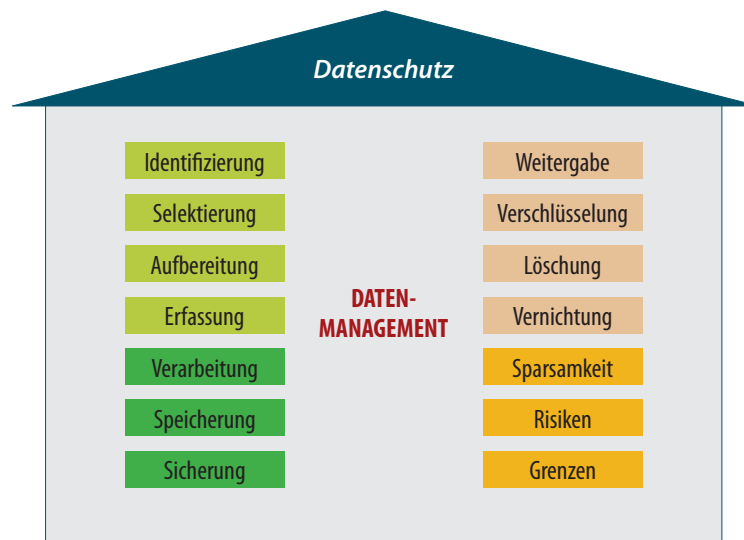 Datenschutz
Identifizierung
Selektierung
Aufbereitung
Erfassung
Verarbeitung
Speicherung
Sicherung
DATEN-
MANAGEMENT
Weitergabe
Verschlüsselung
Löschung
Vernichtung
Sparsamkeit
Risiken
Grenzen